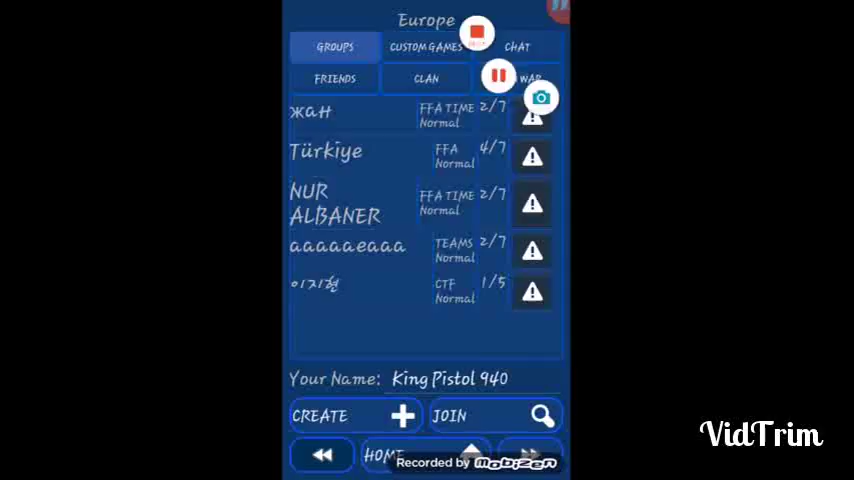 Europe
GROUPS CUSTOM GAMES CHAT
FRIENDS CLAN WAR
жан FFA TIME 2/7
Normal
Türkiye FFA 4/7
Normal
NUR FFA TIME 2/7
ALBANER Normal
aaaaaeaaa TEAMS 2/7
Normal
이지현 CTF 1/5
Normal
Your Name: King Pistol 940
CREATE JOIN
HOME
Recorded by mobizen
VidTrim